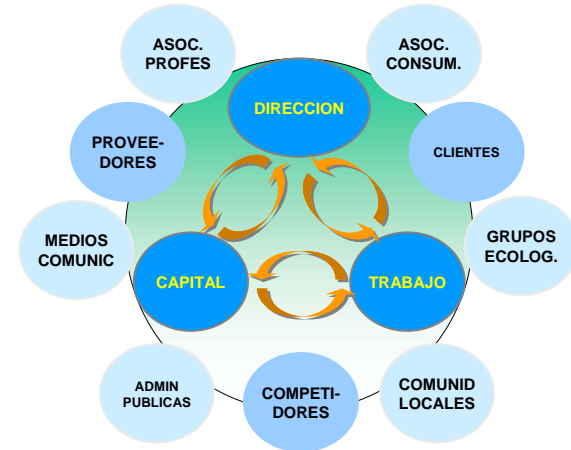 ASOC.
PROFES
ASOC.
CONSUM.
DIRECCION
PROVEE-
DORES
CLIENTES
MEDIOS
COMUNIC
GRUPOS
ECOLOG.
CAPITAL
TRABAJO
ADMIN
PUBLICAS
COMPETI-
DORES
COMUNID
LOCALES